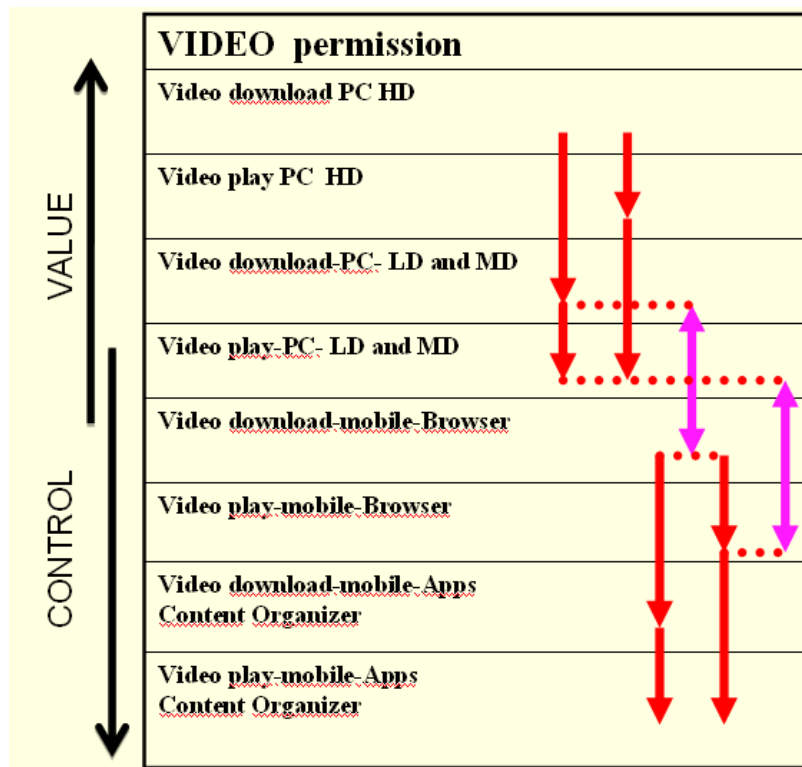 VIDEO permission
Video download PC HD
Video play PC HD
Video download-PC- LD and MD
Video play-PC- LD and MD
Video download-mobile-Browser
Video play-mobile-Browser
Video download-mobile-Apps
Content Organizer
Video play-mobile-Apps
Content Organizer
VALUE
CONTROL